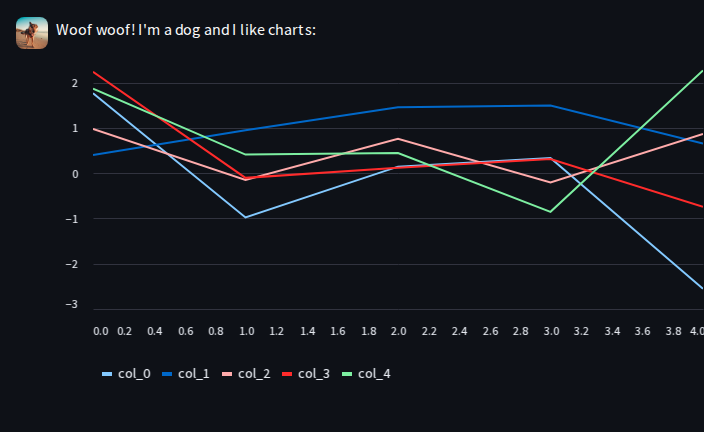 Woof woof! I'm a dog and I like charts:
2
1
0
−1
−2
−3
0.0 0.2 0.4 0.6 0.8 1.0 1.2 1.4 1.6 1.8 2.0 2.2 2.4 2.6 2.8 3.0 3.2 3.4 3.6 3.8 4.0
col_0 col_1 col_2 col_3 col_4